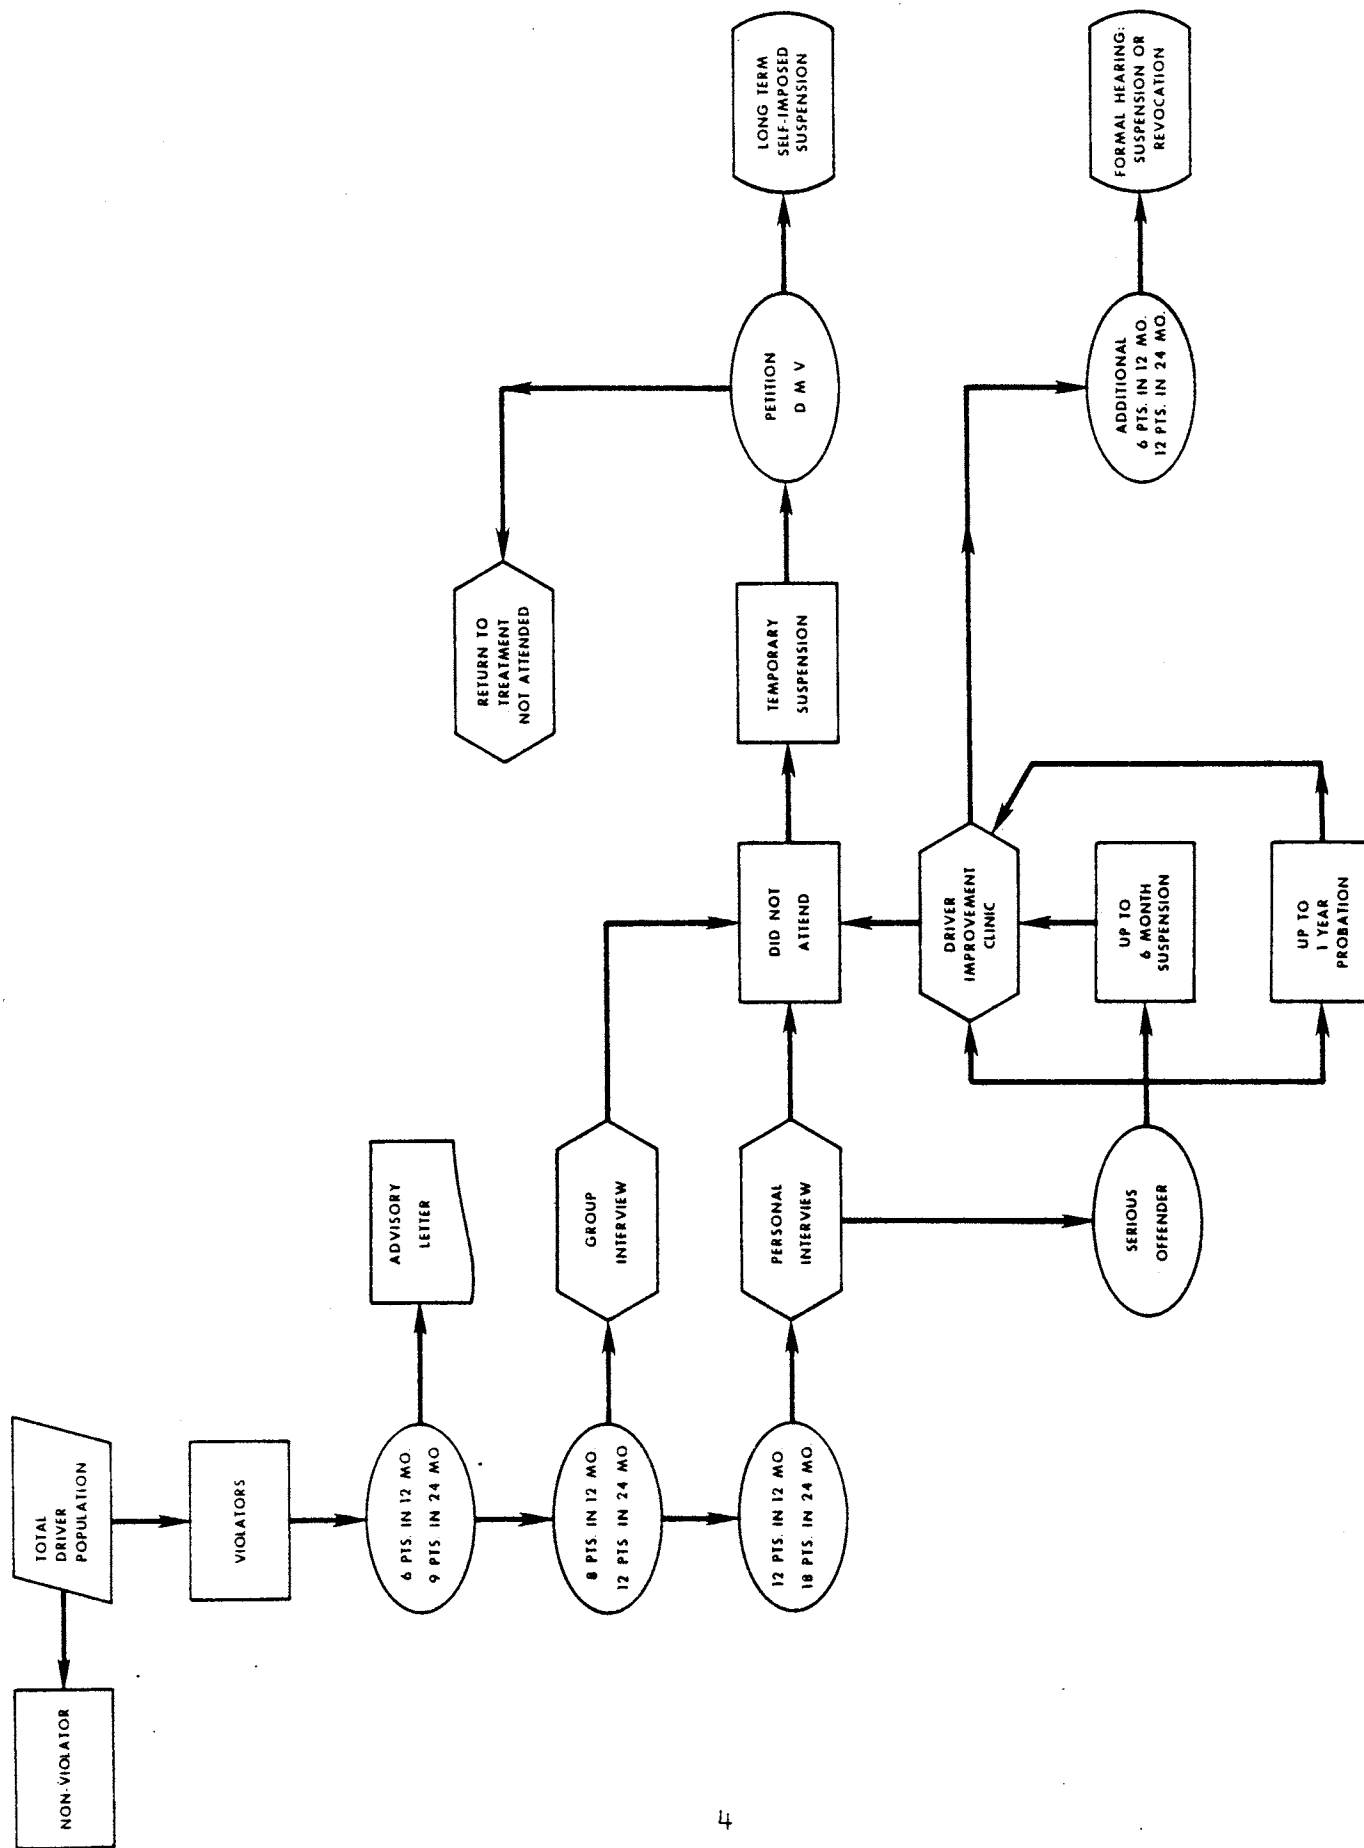 NON-VIOLATOR
TOTAL
DRIVER
POPULATION
VIOLATORS
6 PTS. IN 12 MO.
9 PTS. IN 24 MO
ADVISORY
LETTER
8 PTS. IN 12 MO
12 PTS. IN 24 MO
GROUP
INTERVIEW
12 PTS. IN 12 MO
18 PTS. IN 24 MO.
PERSONAL
INTERVIEW
SERIOUS
OFFENDER
DID NOT
ATTEND
DRIVER
IMPROVEMENT
CLINIC
UP TO
6 MONTH
SUSPENSION
UP TO
1 YEAR
PROBATION
RETURN TO
TREATMENT
NOT ATTENDED
TEMPORARY
SUSPENSION
PETITION
D M V
LONG TERM
SELF-IMPOSED
SUSPENSION
ADDITIONAL
6 PTS. IN 12 MO.
12 PTS. IN 24 MO.
FORMAL HEARING:
SUSPENSION OR
REVOCATION
4